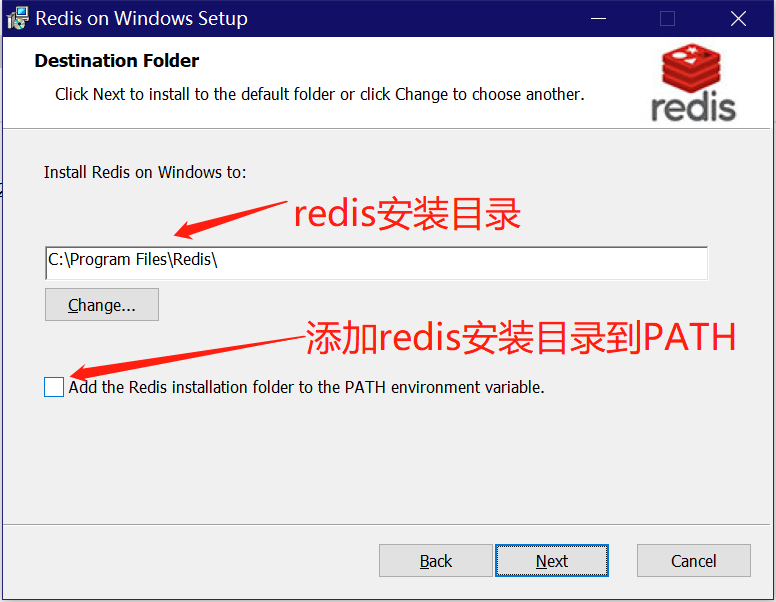 Redis on Windows Setup
Destination Folder
Click Next to install to the default folder or click Change to choose another.
redis
Install Redis on Windows to:
redis安装目录
C:\Program Files\Redis\
Change...
添加redis安装目录到PATH
Add the Redis installation folder to the PATH environment variable.
Back
Next
Cancel